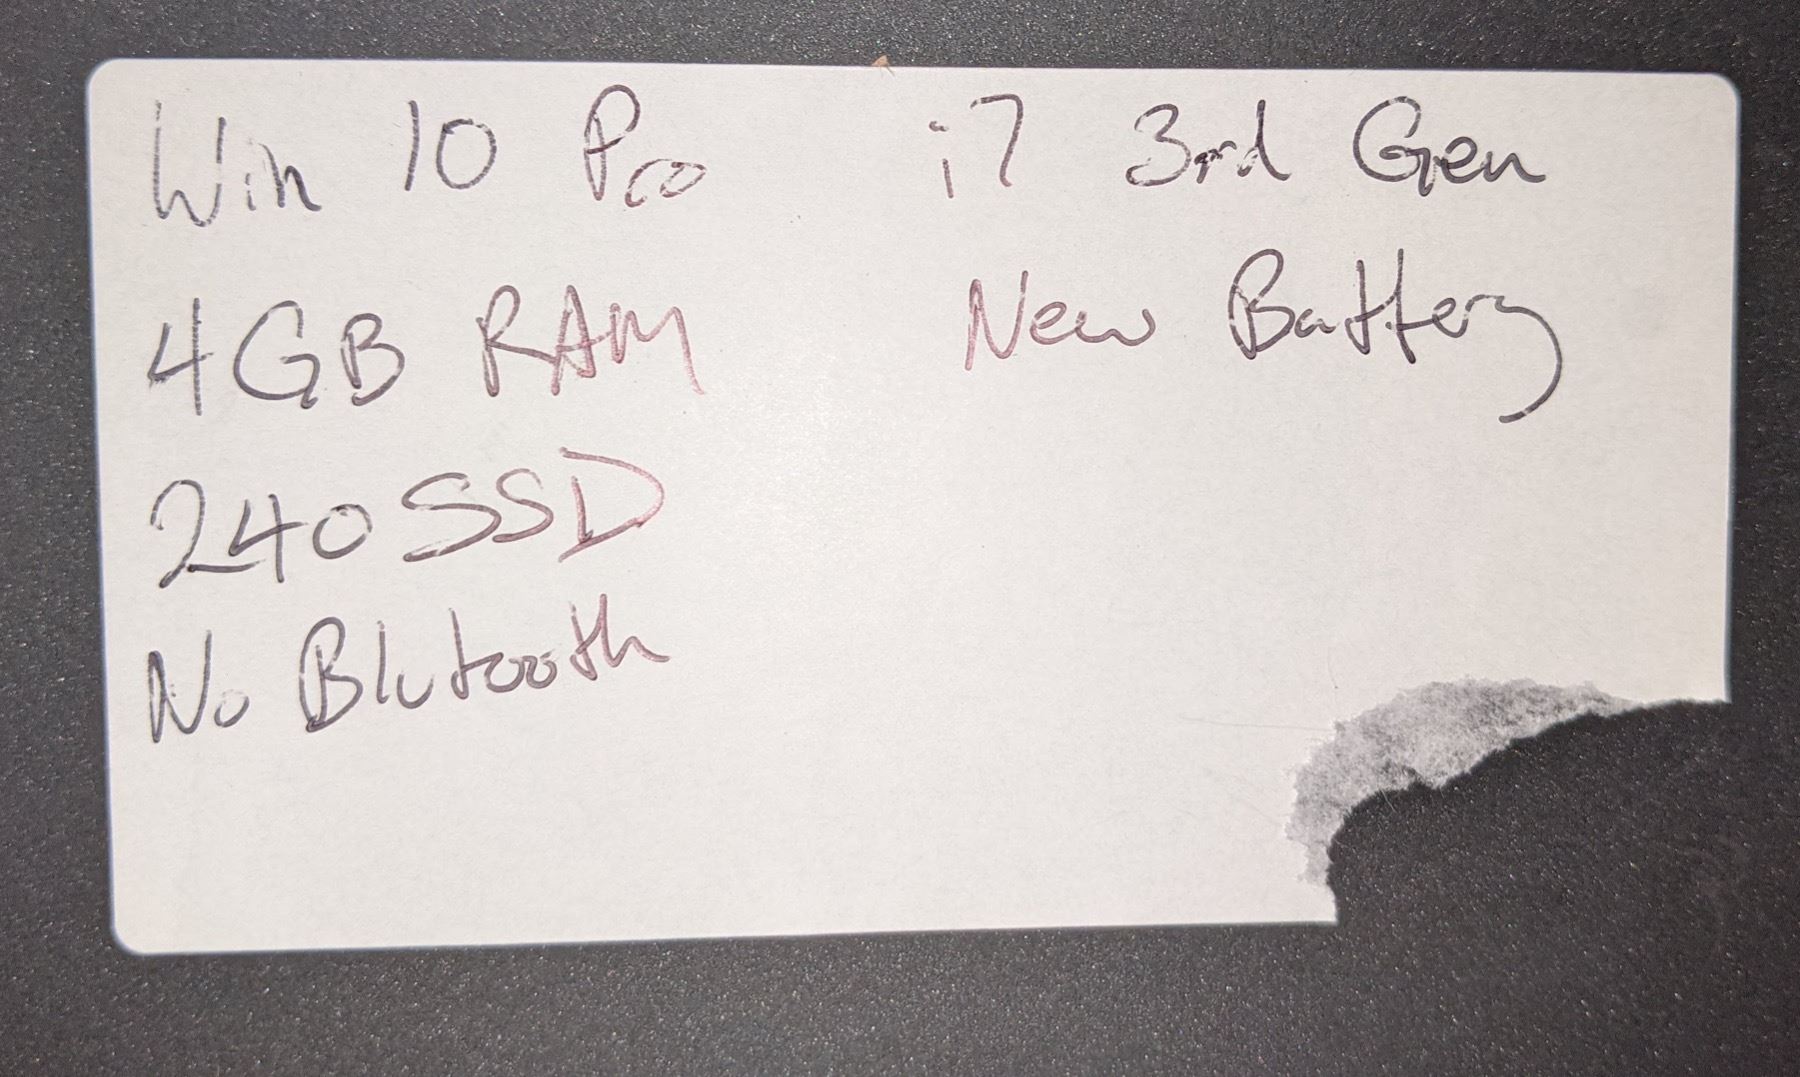 Win 10 Pro
4GB RAM
240 SSD
No Blutooth
i7 3rd Gen
New Battery